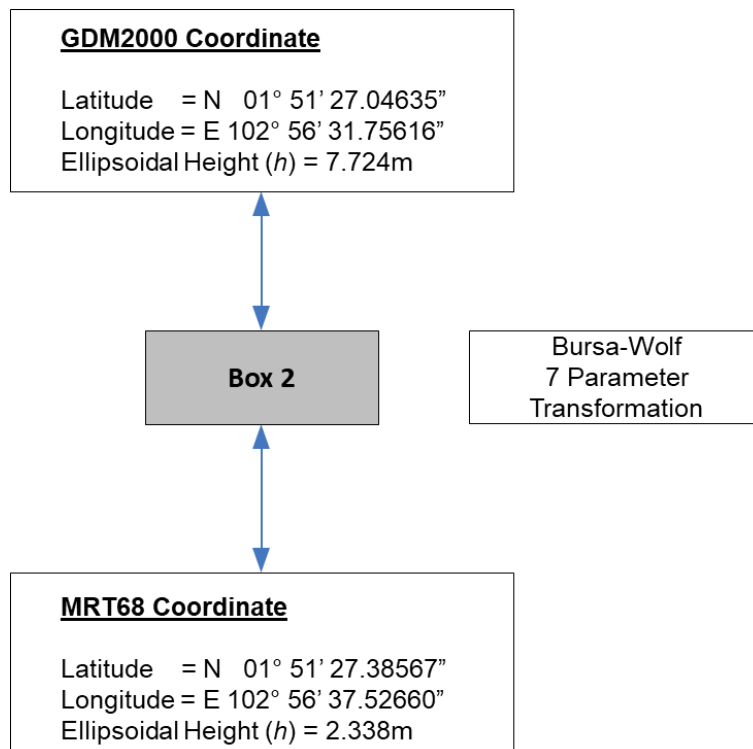 GDM2000 Coordinate
Latitude = N 01° 51’ 27.04635”
Longitude = E 102° 56’ 31.75616”
Ellipsoidal Height (h) = 7.724m
Box 2
Bursa-Wolf
7 Parameter
Transformation
MRT68 Coordinate
Latitude = N 01° 51’ 27.38567”
Longitude = E 102° 56’ 37.52660”
Ellipsoidal Height (h) = 2.338m